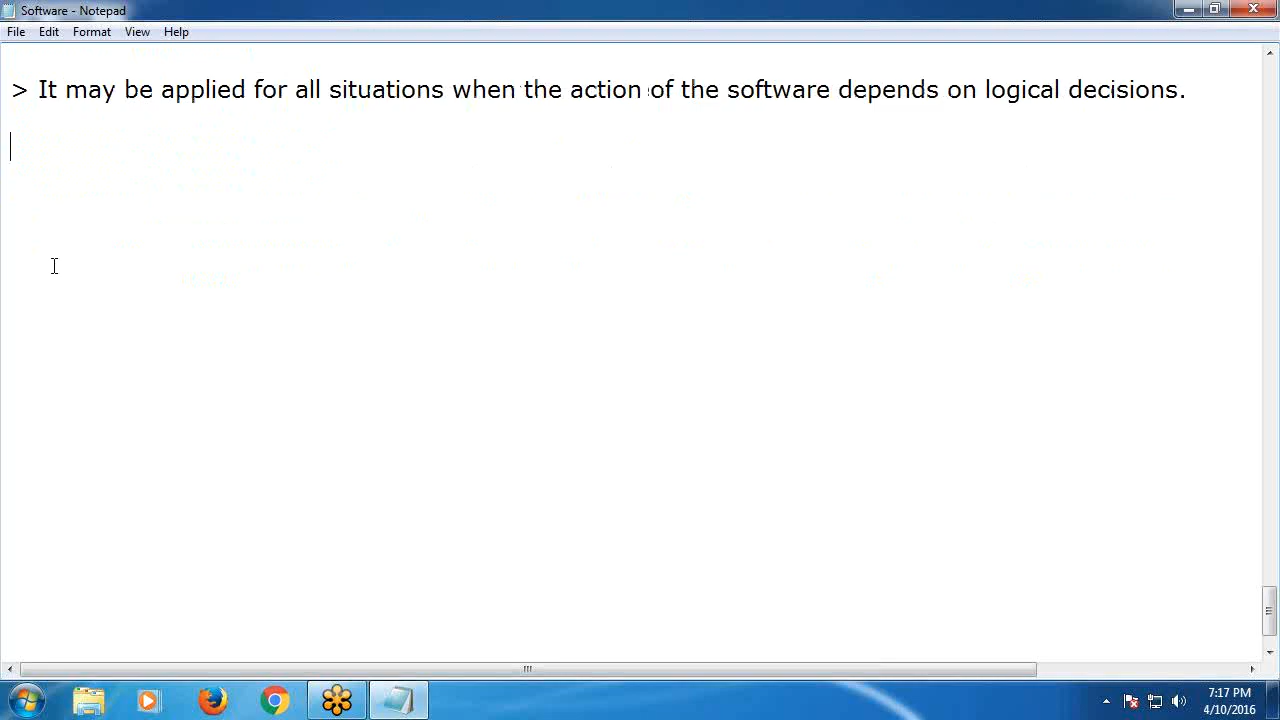 Software - Notepad
File Edit Format View Help
> It may be applied for all situations when the action of the software depends on logical decisions.
7:17 PM
4/10/2016